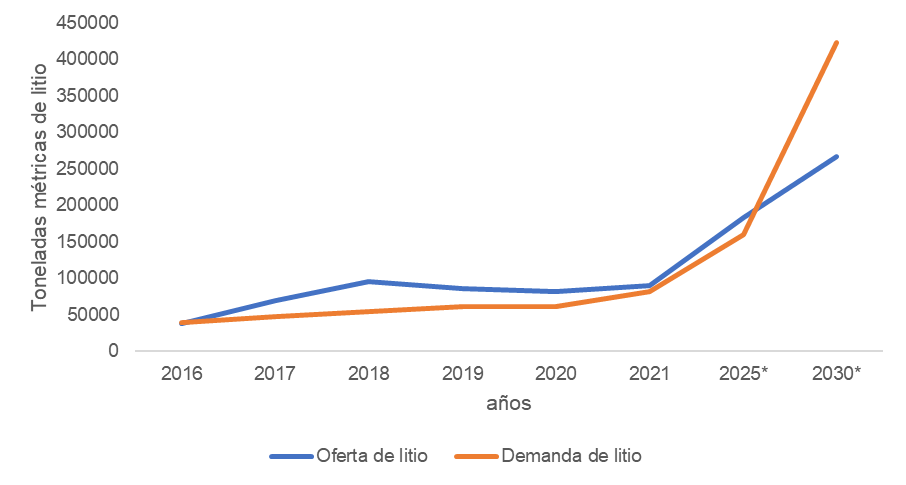 450000
400000
350000
300000
250000
200000
150000
100000
50000
0
Toneladas métricas de litio
2016 2017 2018 2019 2020 2021 2025* 2030*
años
Oferta de litio Demanda de litio